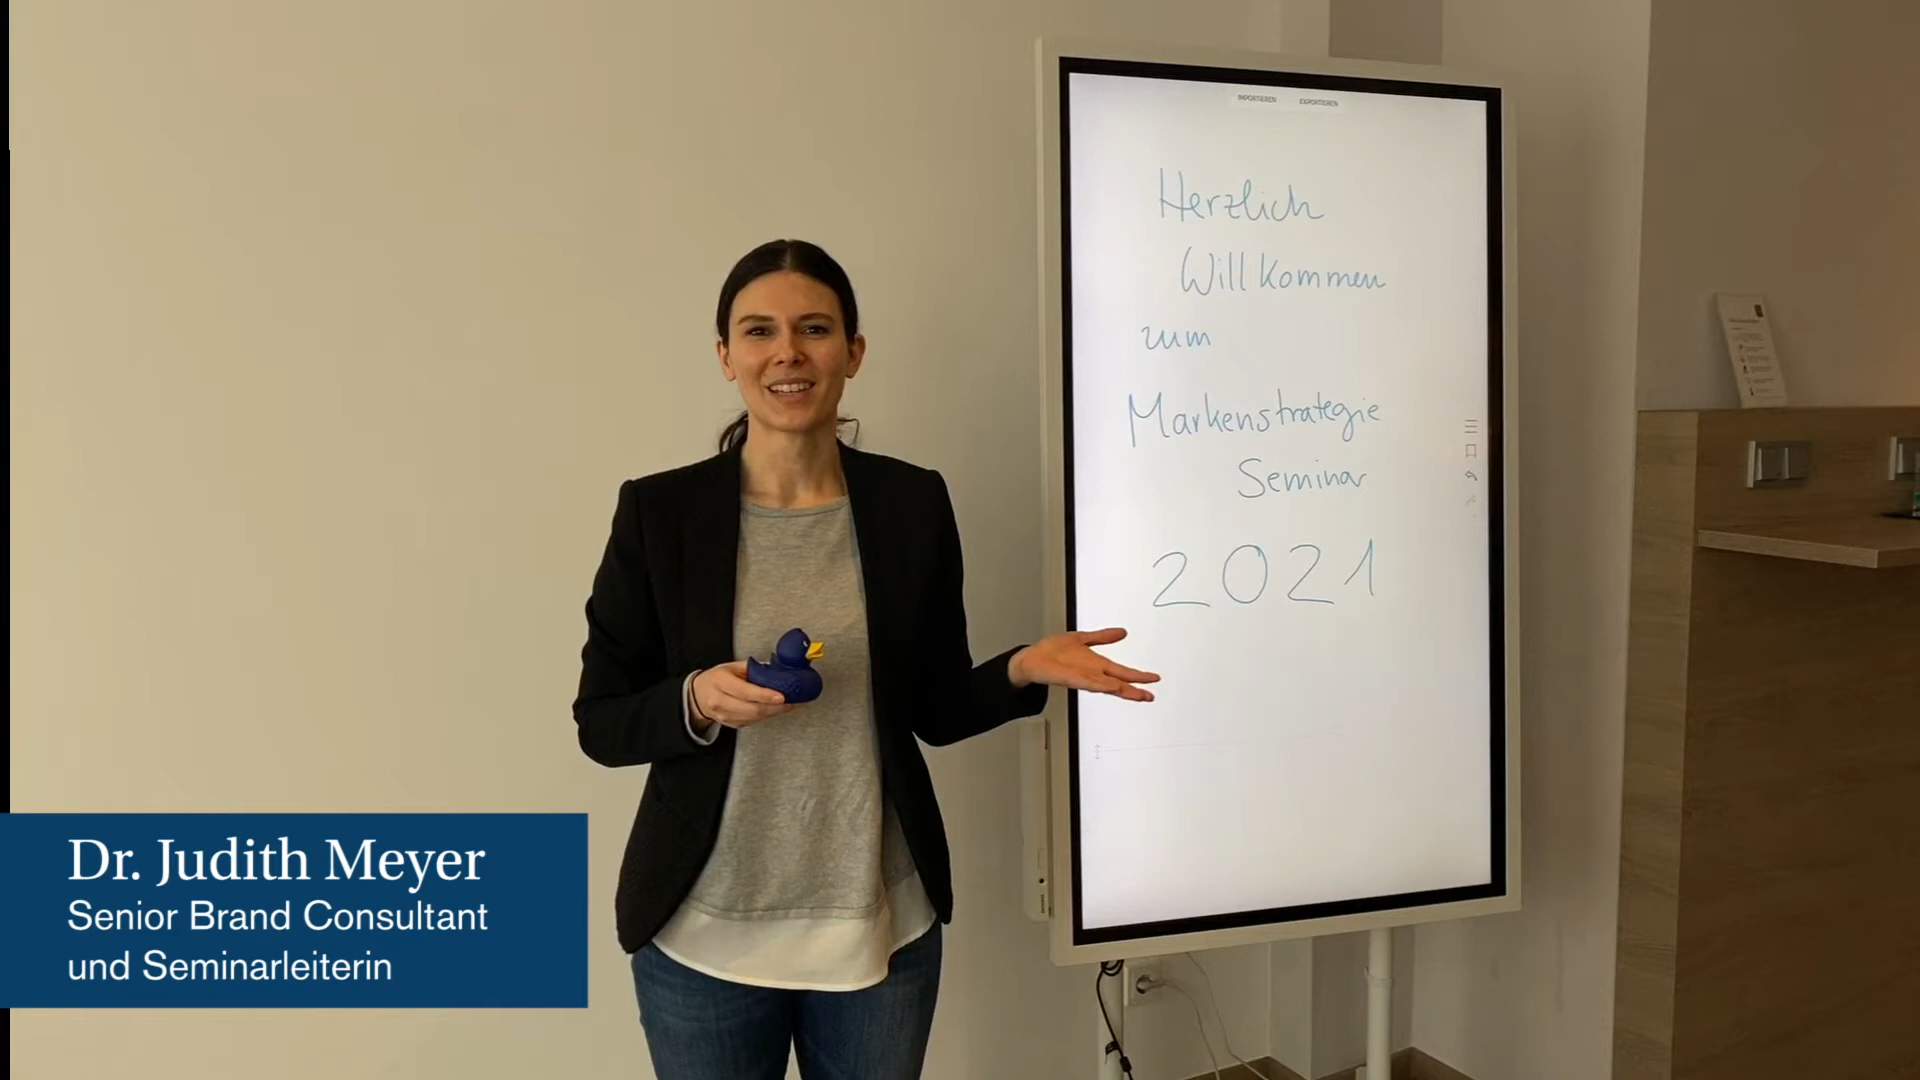 IMPORTIEREN EXPORTIEREN
Herzlich
Willkommen
zum
Markenstrategie
Seminar
2021
Dr. Judith Meyer
Senior Brand Consultant
und Seminarleiterin